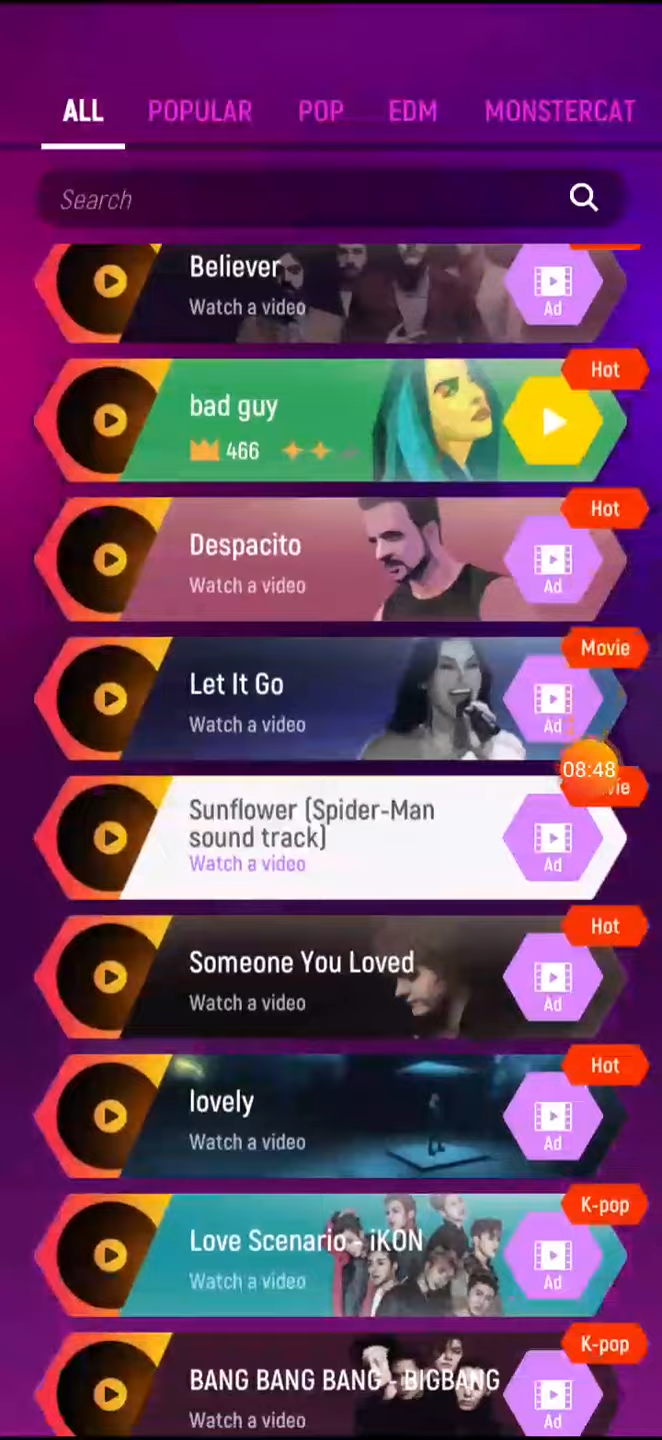 ALL POPULAR POP EDM MONSTERCAT
Search
Believer
Watch a video
Ad
Hot
bad guy
466
Hot
Despacito
Watch a video
Ad
Movie
Let It Go
Watch a video
Ad
08:48
Sunflower (Spider-Man
sound track)
Watch a video
Ad
Hot
Someone You Loved
Watch a video
Ad
Hot
lovely
Watch a video
Ad
K-pop
Love Scenario - iKON
Watch a video
Ad
K-pop
BANG BANG BANG - BIGBANG
Watch a video
Ad